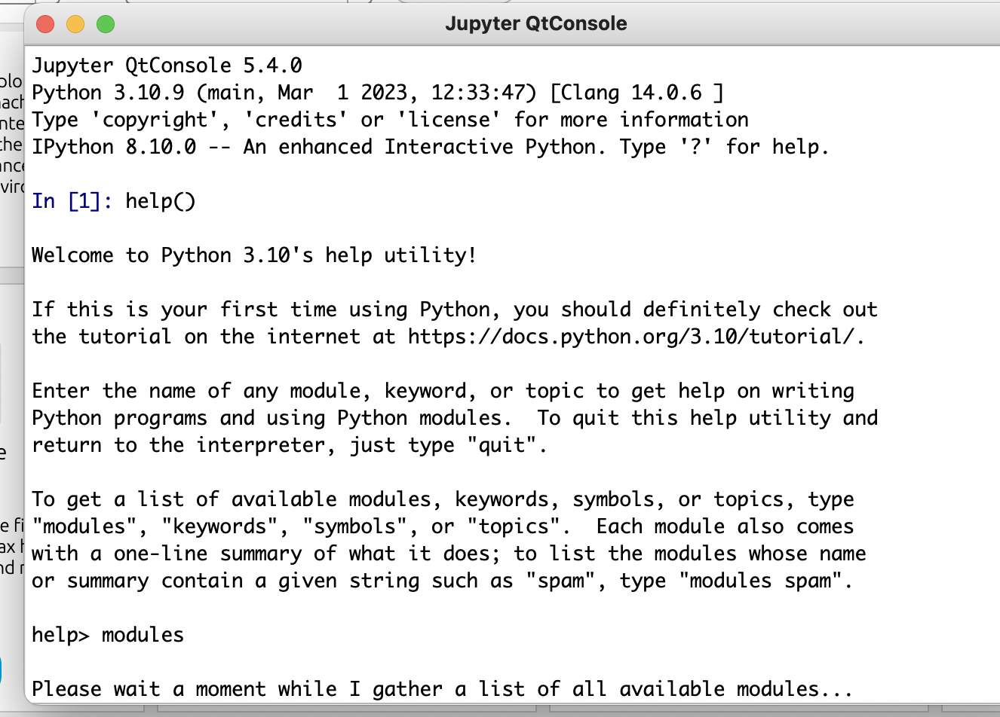 Jupyter QtConsole
Jupyter QtConsole 5.4.0
Python 3.10.9 (main, Mar  1 2023, 12:33:47) [Clang 14.0.6 ]
Type 'copyright', 'credits' or 'license' for more information
IPython 8.10.0 -- An enhanced Interactive Python. Type '?' for help.
In [1]: help()
Welcome to Python 3.10's help utility!
If this is your first time using Python, you should definitely check out
the tutorial on the internet at https://docs.python.org/3.10/tutorial/.
Enter the name of any module, keyword, or topic to get help on writing
Python programs and using Python modules.  To quit this help utility and
return to the interpreter, just type "quit".
To get a list of available modules, keywords, symbols, or topics, type
"modules", "keywords", "symbols", or "topics".  Each module also comes
with a one-line summary of what it does; to list the modules whose name
or summary contain a given string such as "spam", type "modules spam".
help> modules
Please wait a moment while I gather a list of all available modules...